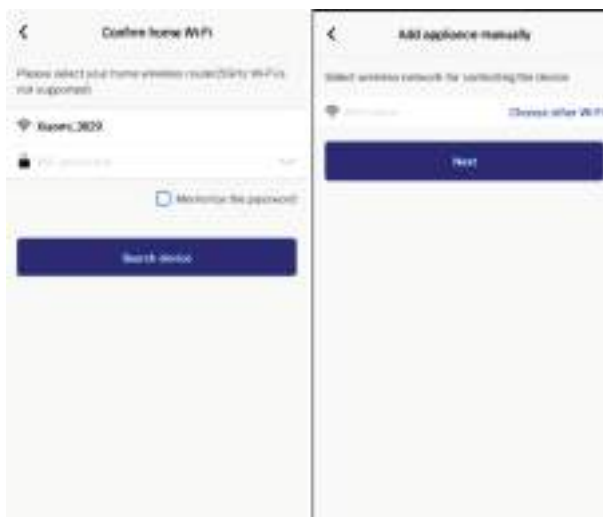 Confirm home Wi-Fi
Please select your home wireless router(5GHz Wi-Fi is
not supported)
Xiaomi_3829
Memorize the password
Search device
Add appliance manually
Select wireless network for connecting the device
Choose other Wi-Fi
Next